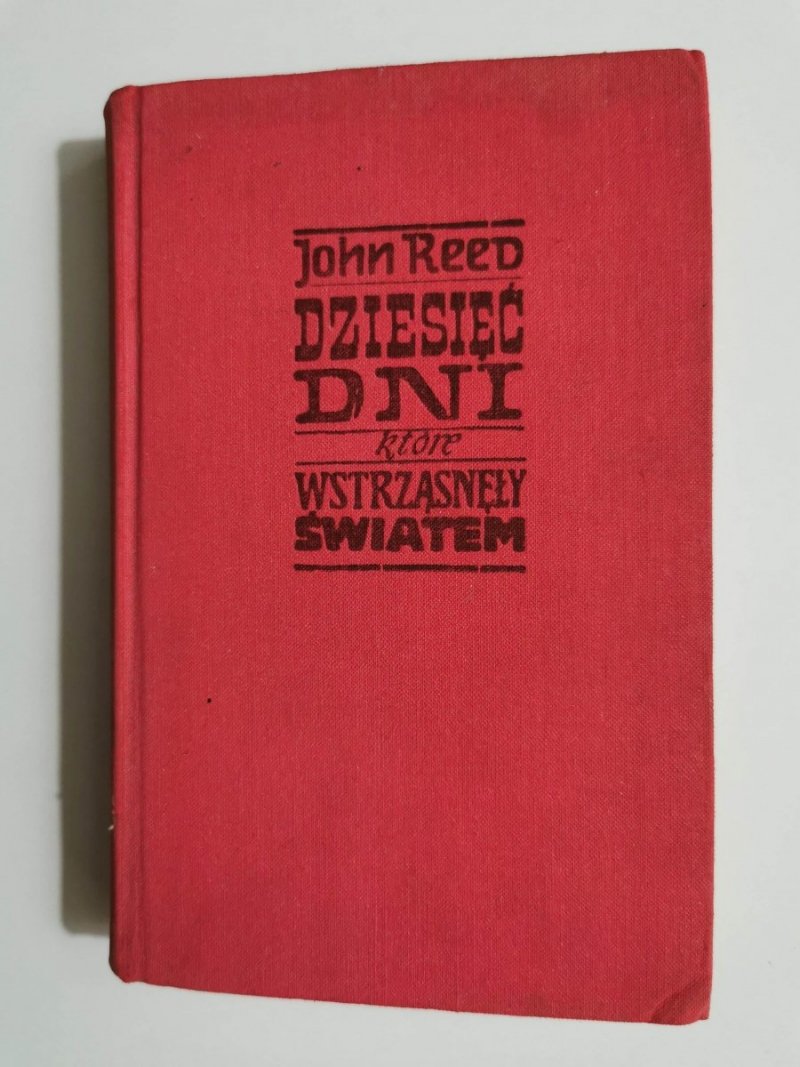 John Reed
DZIESIĘĆ
DNI
które
WSTRZĄSNĘŁY
ŚWIATEM